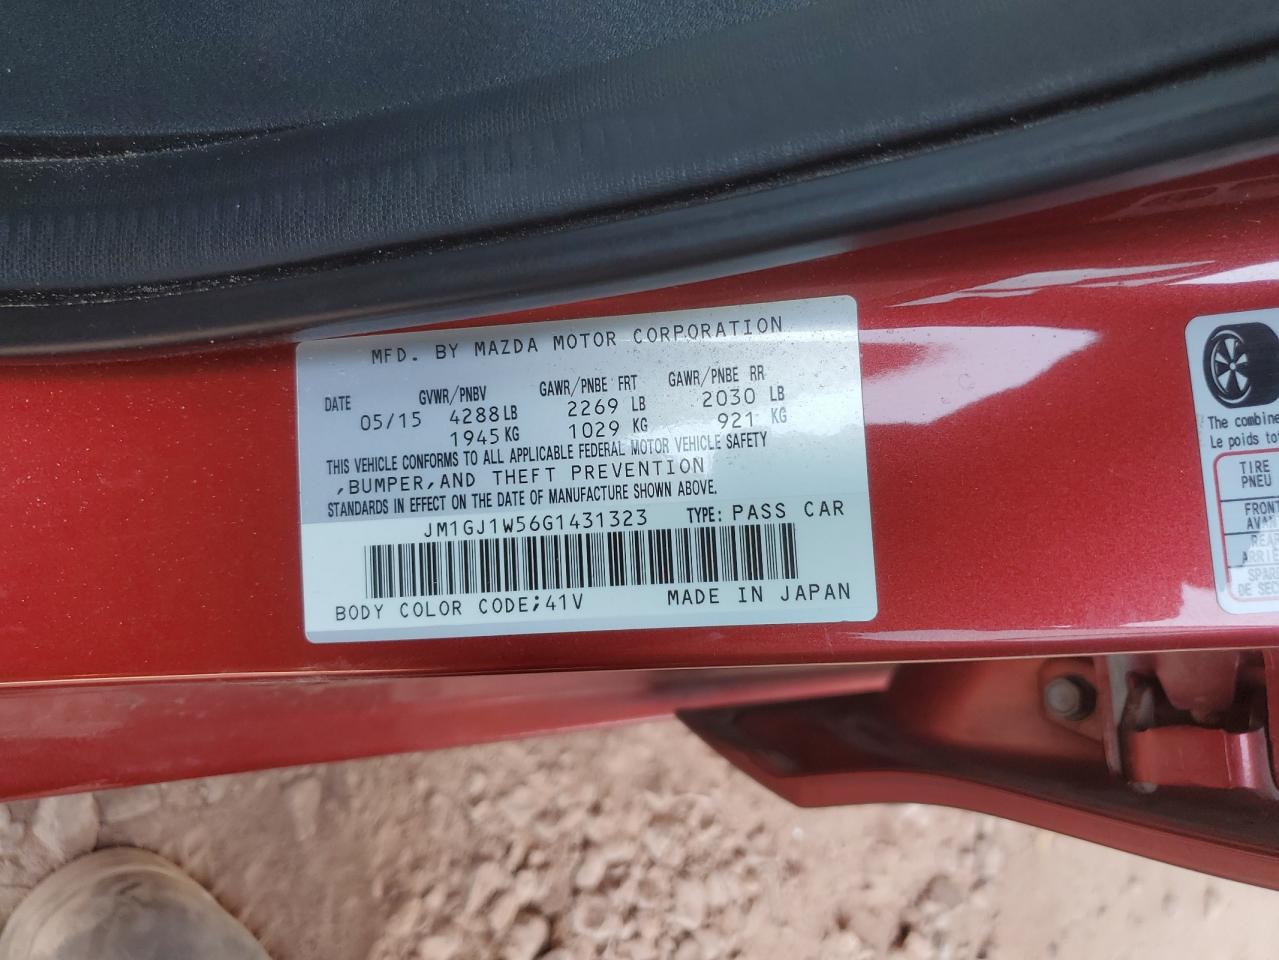 MFD. BY MAZDA MOTOR CORPORATION
DATE GVWR/PNBV GAWR/PNBE FRT GAWR/PNBE RR
05/15 4288 LB 2269 LB 2030 LB
1945 KG 1029 KG 921 KG
THIS VEHICLE CONFORMS TO ALL APPLICABLE FEDERAL MOTOR VEHICLE SAFETY
,BUMPER,AND THEFT PREVENTION
STANDARDS IN EFFECT ON THE DATE OF MANUFACTURE SHOWN ABOVE.
JM1GJ1W56G1431323 TYPE: PASS CAR
BODY COLOR CODE;41V MADE IN JAPAN
The combine
Le poids to
TIRE
PNEU
FRONT
AVAN
REAR
ARRIE
SPARE
DE SEC